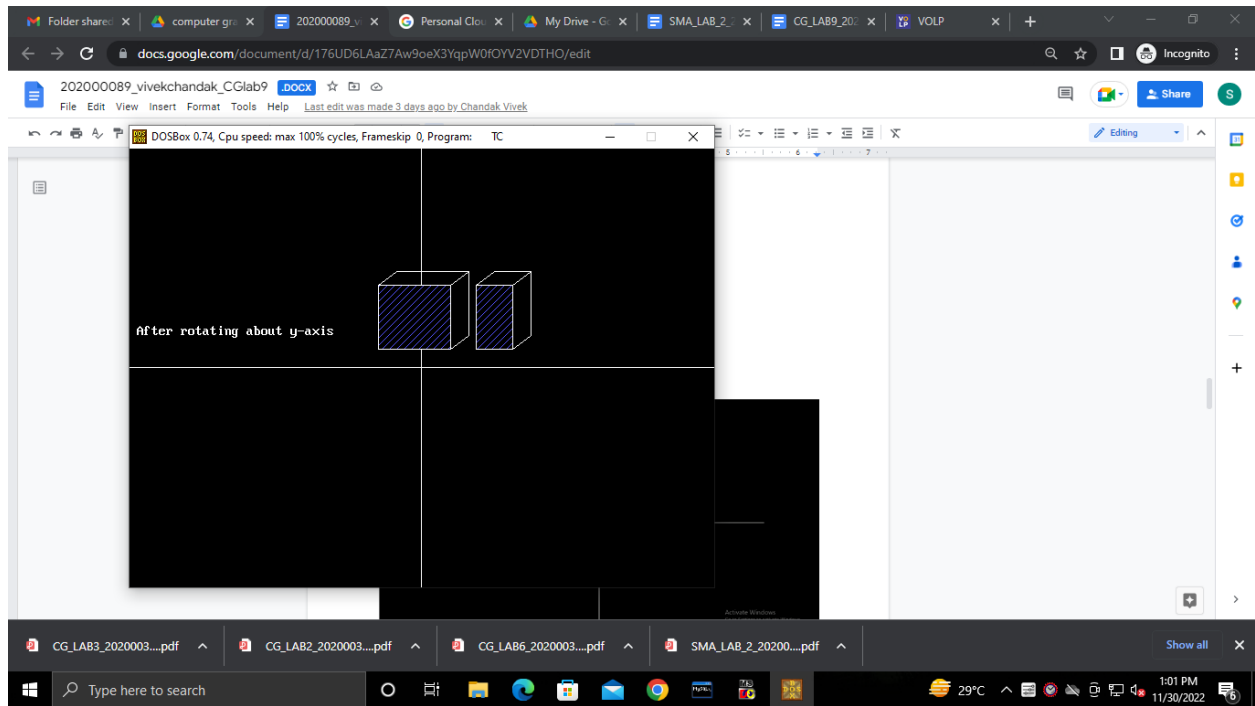 Folder shared
computer gra
202000089_v
Personal Clou
My Drive - Go
SMA_LAB_2_2
CG_LAB9_202
VOLP
docs.google.com/document/d/176UD6LAaZ7Aw9oeX3YqpW0fOYV2VDTHO/edit
Incognito
202000089_vivekchandak_CGlab9 .DOCX
File Edit View Insert Format Tools Help Last edit was made 3 days ago by Chandak Vivek
Share
S
DOSBox 0.74, Cpu speed: max 100% cycles, Frameskip 0, Program: TC
Editing
5 6 7
After rotating about y-axis
Activate Windows
CG_LAB3_2020003....pdf
CG_LAB2_2020003....pdf
CG_LAB6_2020003....pdf
SMA_LAB_2_20200....pdf
Show all
Type here to search
29°C
1:01 PM
11/30/2022
6